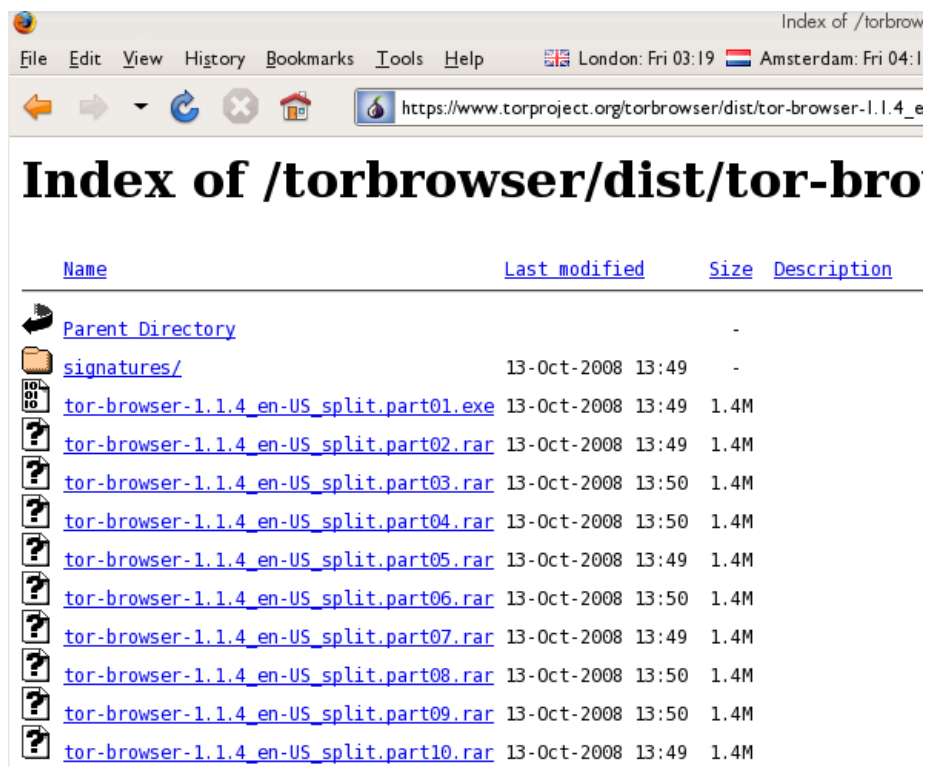 Index of /torbrow
File Edit View History Bookmarks Tools Help London: Fri 03:19 Amsterdam: Fri 04:1
https://www.torproject.org/torbrowser/dist/tor-browser-1.1.4_e
Index of /torbrowser/dist/tor-bro
Name Last modified Size Description
Parent Directory -
signatures/ 13-Oct-2008 13:49 -
tor-browser-1.1.4_en-US_split.part01.exe 13-Oct-2008 13:49 1.4M
tor-browser-1.1.4_en-US_split.part02.rar 13-Oct-2008 13:49 1.4M
tor-browser-1.1.4_en-US_split.part03.rar 13-Oct-2008 13:50 1.4M
tor-browser-1.1.4_en-US_split.part04.rar 13-Oct-2008 13:50 1.4M
tor-browser-1.1.4_en-US_split.part05.rar 13-Oct-2008 13:49 1.4M
tor-browser-1.1.4_en-US_split.part06.rar 13-Oct-2008 13:50 1.4M
tor-browser-1.1.4_en-US_split.part07.rar 13-Oct-2008 13:49 1.4M
tor-browser-1.1.4_en-US_split.part08.rar 13-Oct-2008 13:50 1.4M
tor-browser-1.1.4_en-US_split.part09.rar 13-Oct-2008 13:50 1.4M
tor-browser-1.1.4_en-US_split.part10.rar 13-Oct-2008 13:49 1.4M